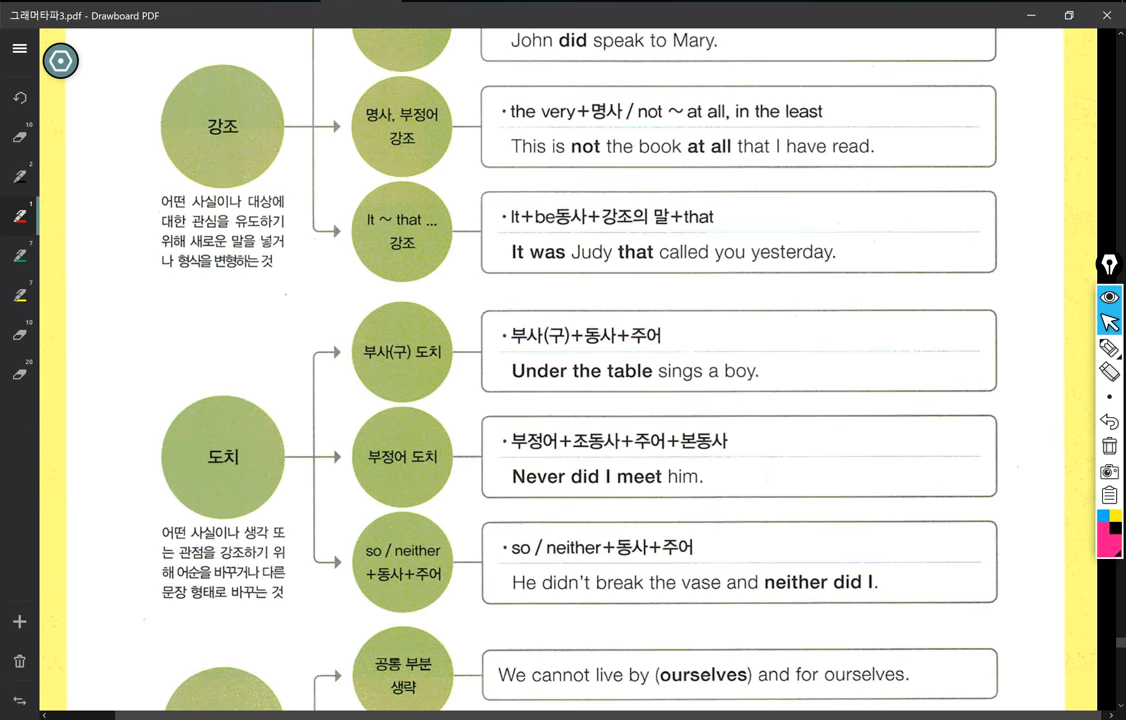 그래머타파3.pdf - Drawboard PDF
10
2
1
7
7
10
20
John did speak to Mary.
강조
어떤 사실이나 대상에
대한 관심을 유도하기
위해 새로운 말을 넣거
나 형식을 변형하는 것
명사, 부정어
강조
· the very+명사 / not ~ at all, in the least
This is not the book at all that I have read.
It ~ that ...
강조
· It+be동사+강조의 말+that
It was Judy that called you yesterday.
도치
어떤 사실이나 생각 또
는 관점을 강조하기 위
해 어순을 바꾸거나 다른
문장 형태로 바꾸는 것
부사(구) 도치
· 부사(구)+동사+주어
Under the table sings a boy.
부정어 도치
· 부정어+조동사+주어+본동사
Never did I meet him.
so / neither
+동사+주어
· so / neither+동사+주어
He didn't break the vase and neither did I.
공통 부분
생략
We cannot live by (ourselves) and for ourselves.